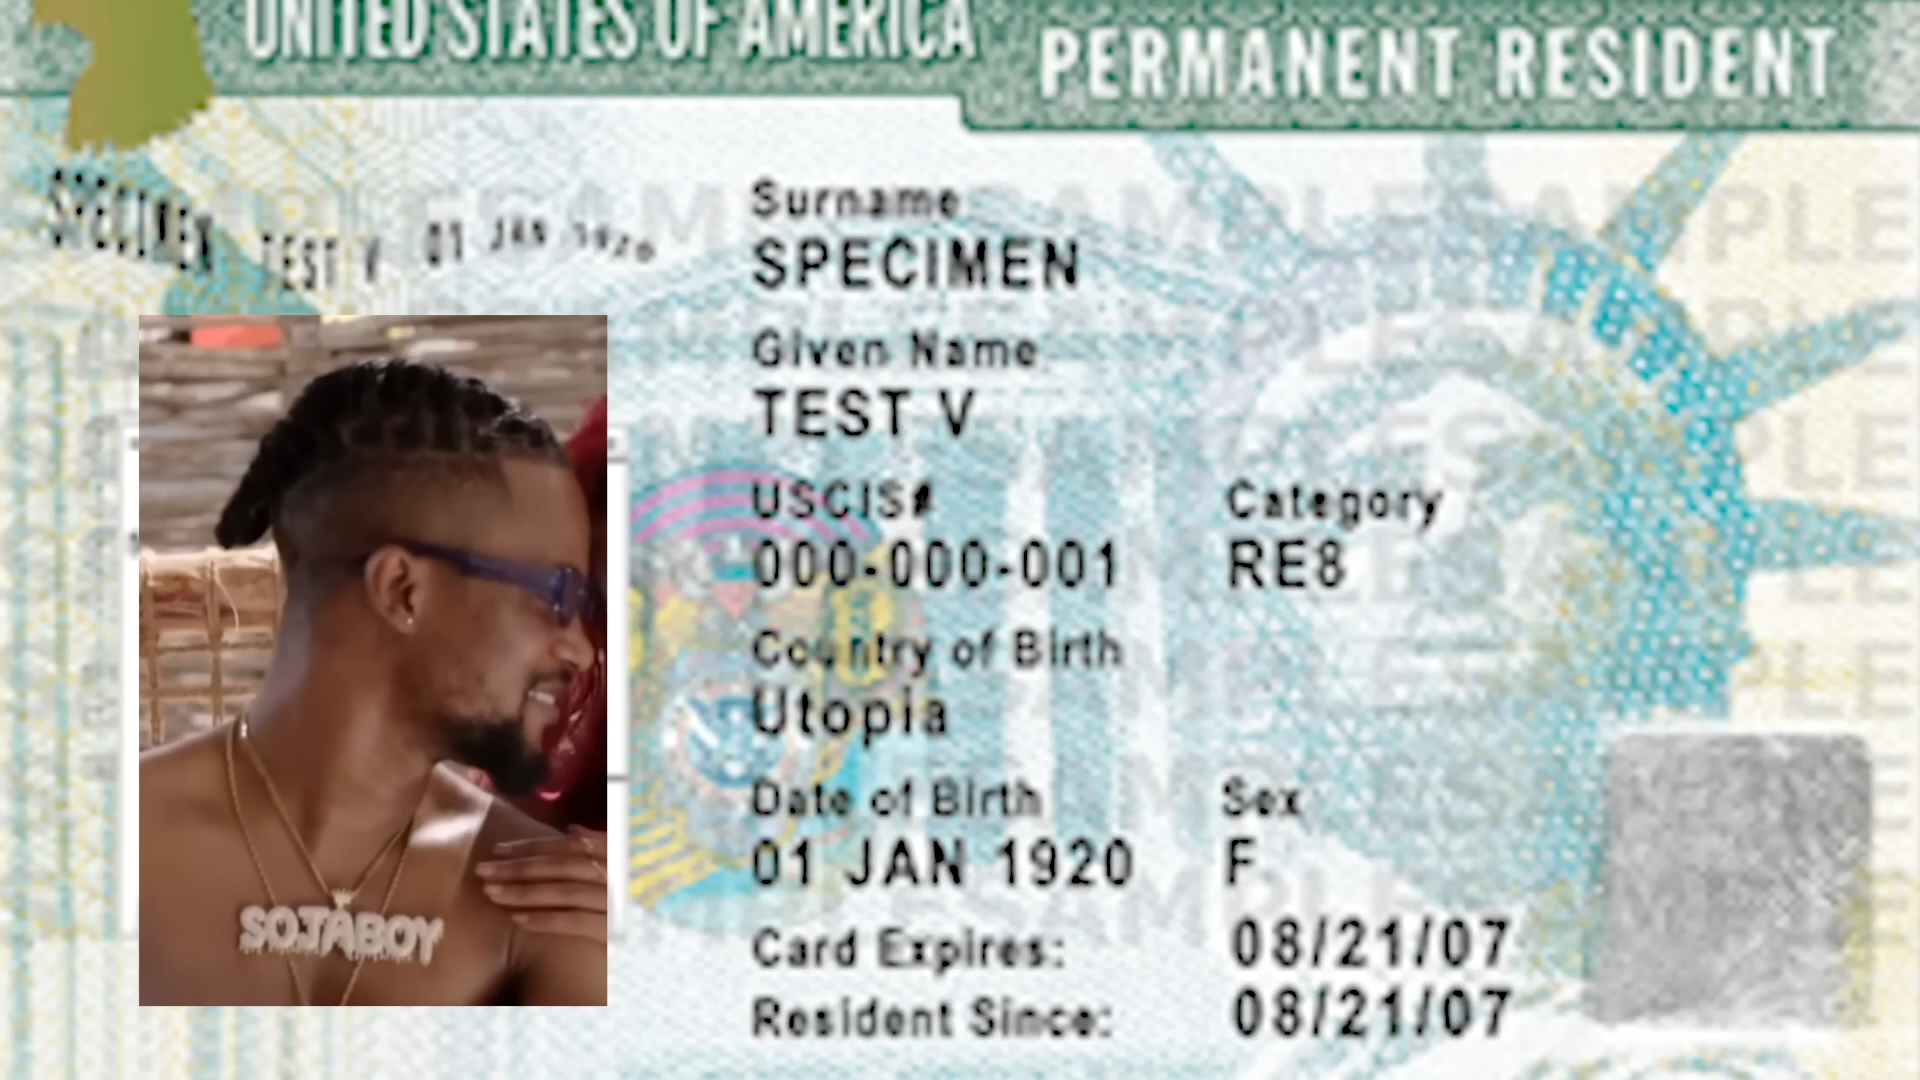 UNITED STATES OF AMERICA
PERMANENT RESIDENT
SPECIMEN TEST V 01 JAN 1920
Surname
SPECIMEN
Given Name
TEST V
USCIS# Category
000-000-001 RE8
Country of Birth
Utopia
Date of Birth Sex
01 JAN 1920 F
Card Expires: 08/21/07
Resident Since: 08/21/07
SOJABOY
SAMPLE